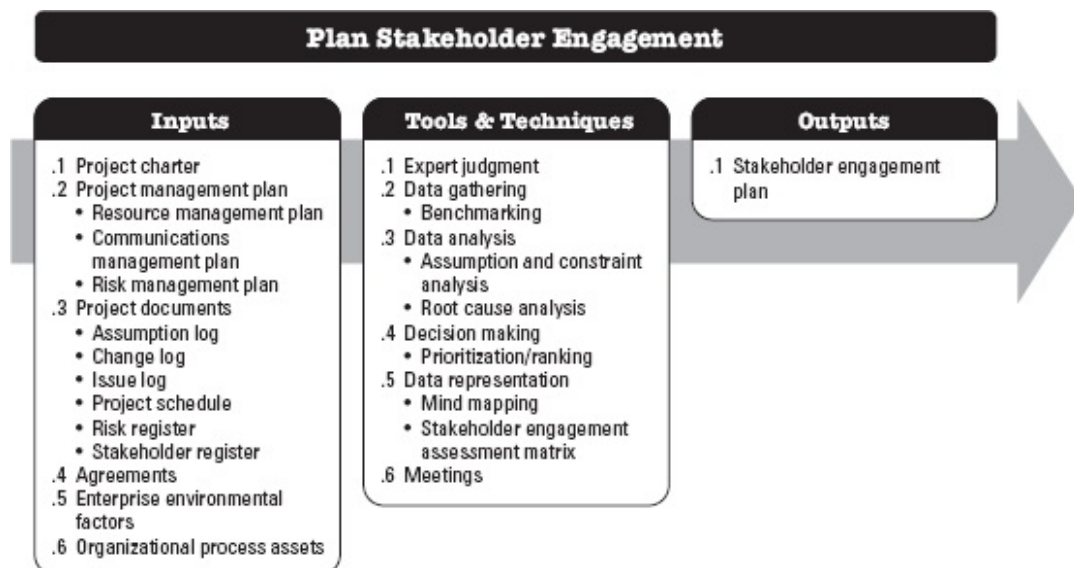 Plan Stakeholder Engagement
Inputs
.1 Project charter
.2 Project management plan
• Resource management plan
• Communications
management plan
• Risk management plan
.3 Project documents
• Assumption log
• Change log
• Issue log
• Project schedule
• Risk register
• Stakeholder register
.4 Agreements
.5 Enterprise environmental
factors
.6 Organizational process assets
Tools & Techniques
.1 Expert judgment
.2 Data gathering
• Benchmarking
.3 Data analysis
• Assumption and constraint
analysis
• Root cause analysis
.4 Decision making
• Prioritization/ranking
.5 Data representation
• Mind mapping
• Stakeholder engagement
assessment matrix
.6 Meetings
Outputs
.1 Stakeholder engagement
plan